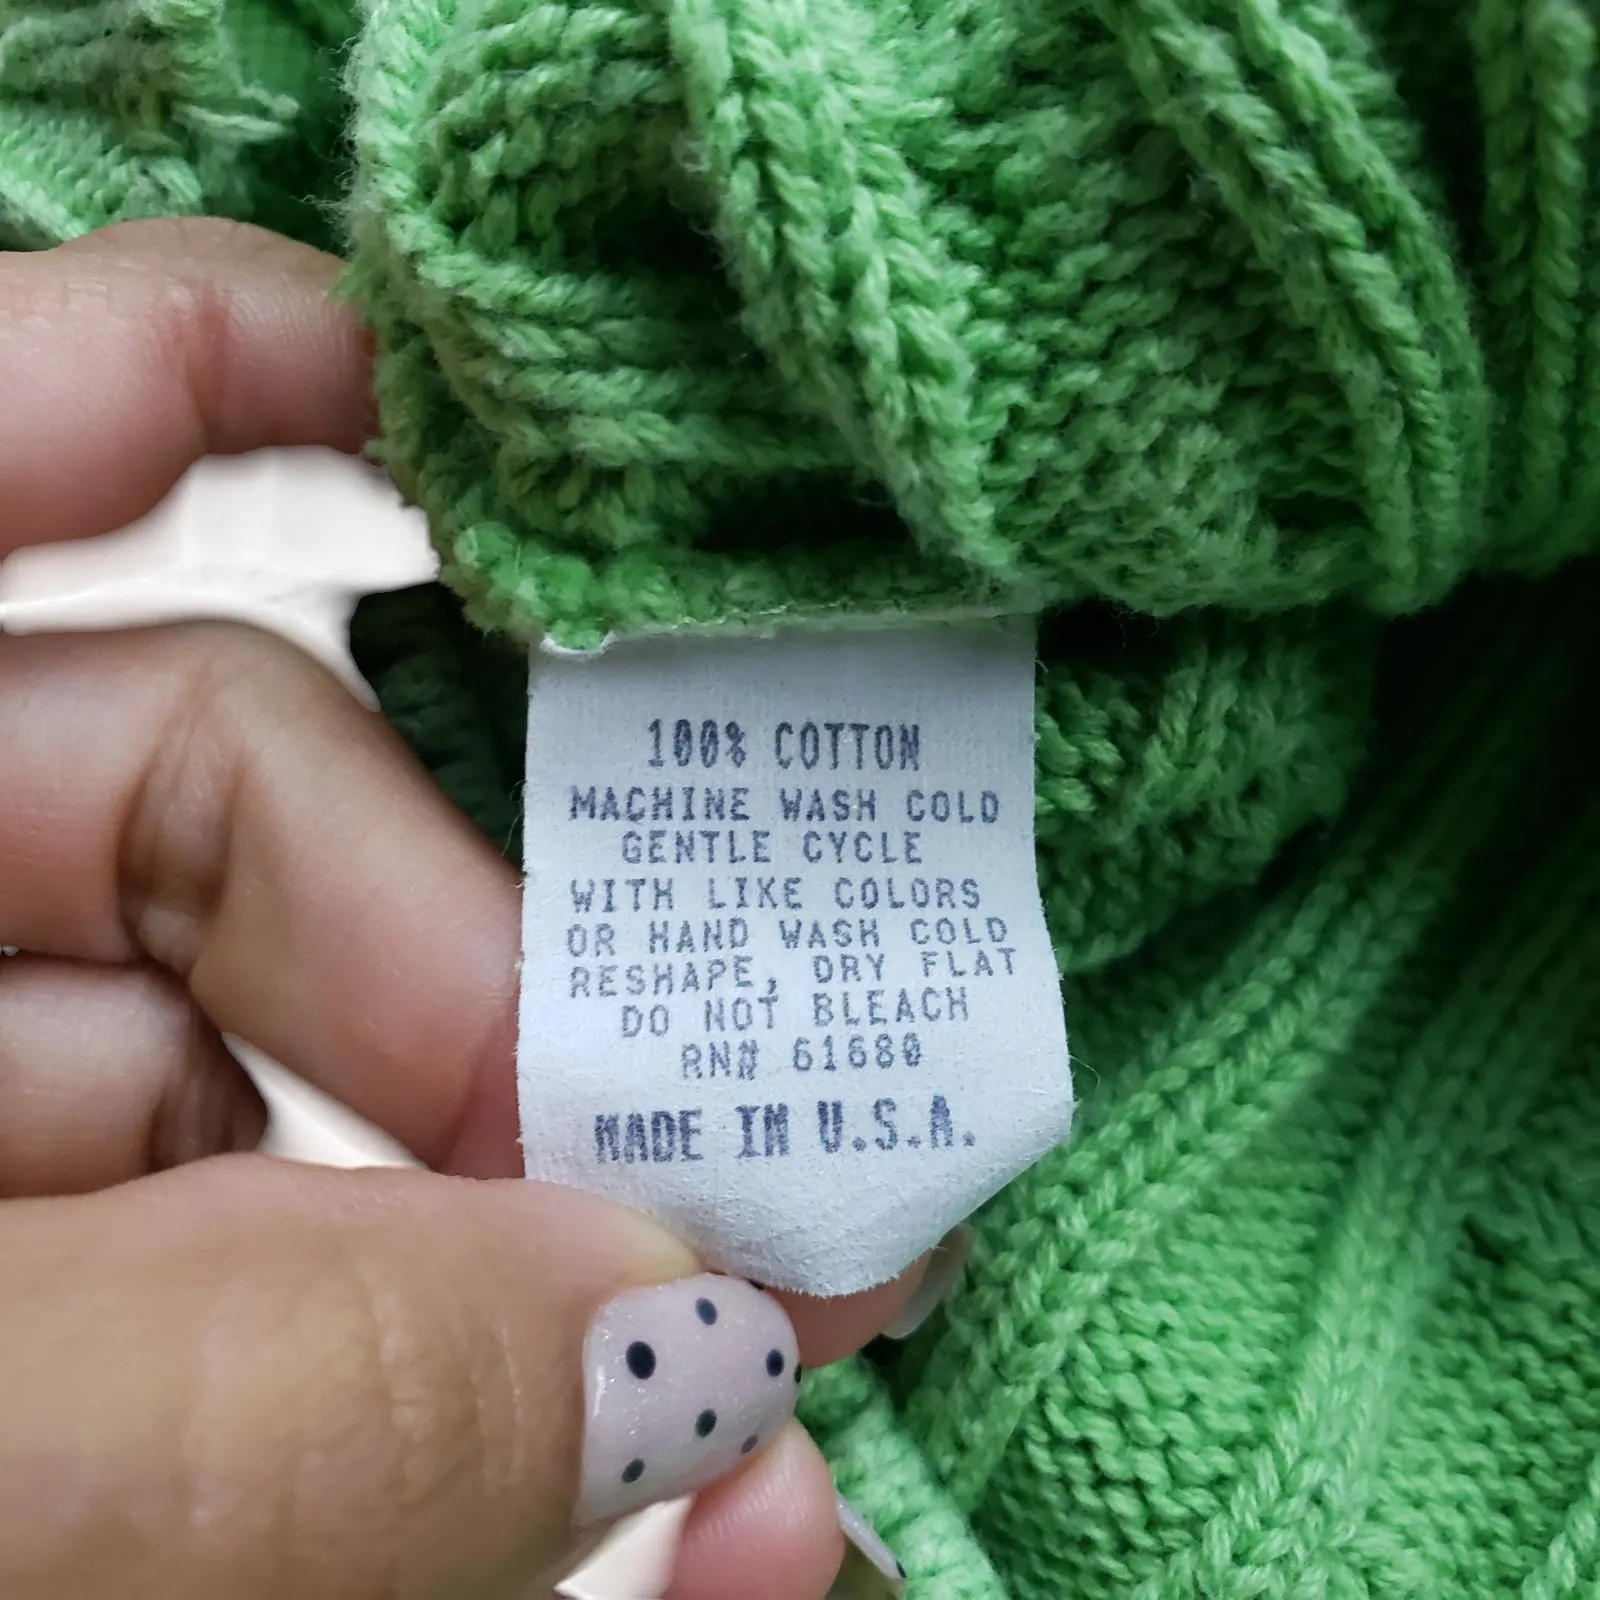 100% COTTON
MACHINE WASH COLD
GENTLE CYCLE
WITH LIKE COLORS
OR HAND WASH COLD
RESHAPE, DRY FLAT
DO NOT BLEACH
RN# 61680
MADE IN U.S.A.